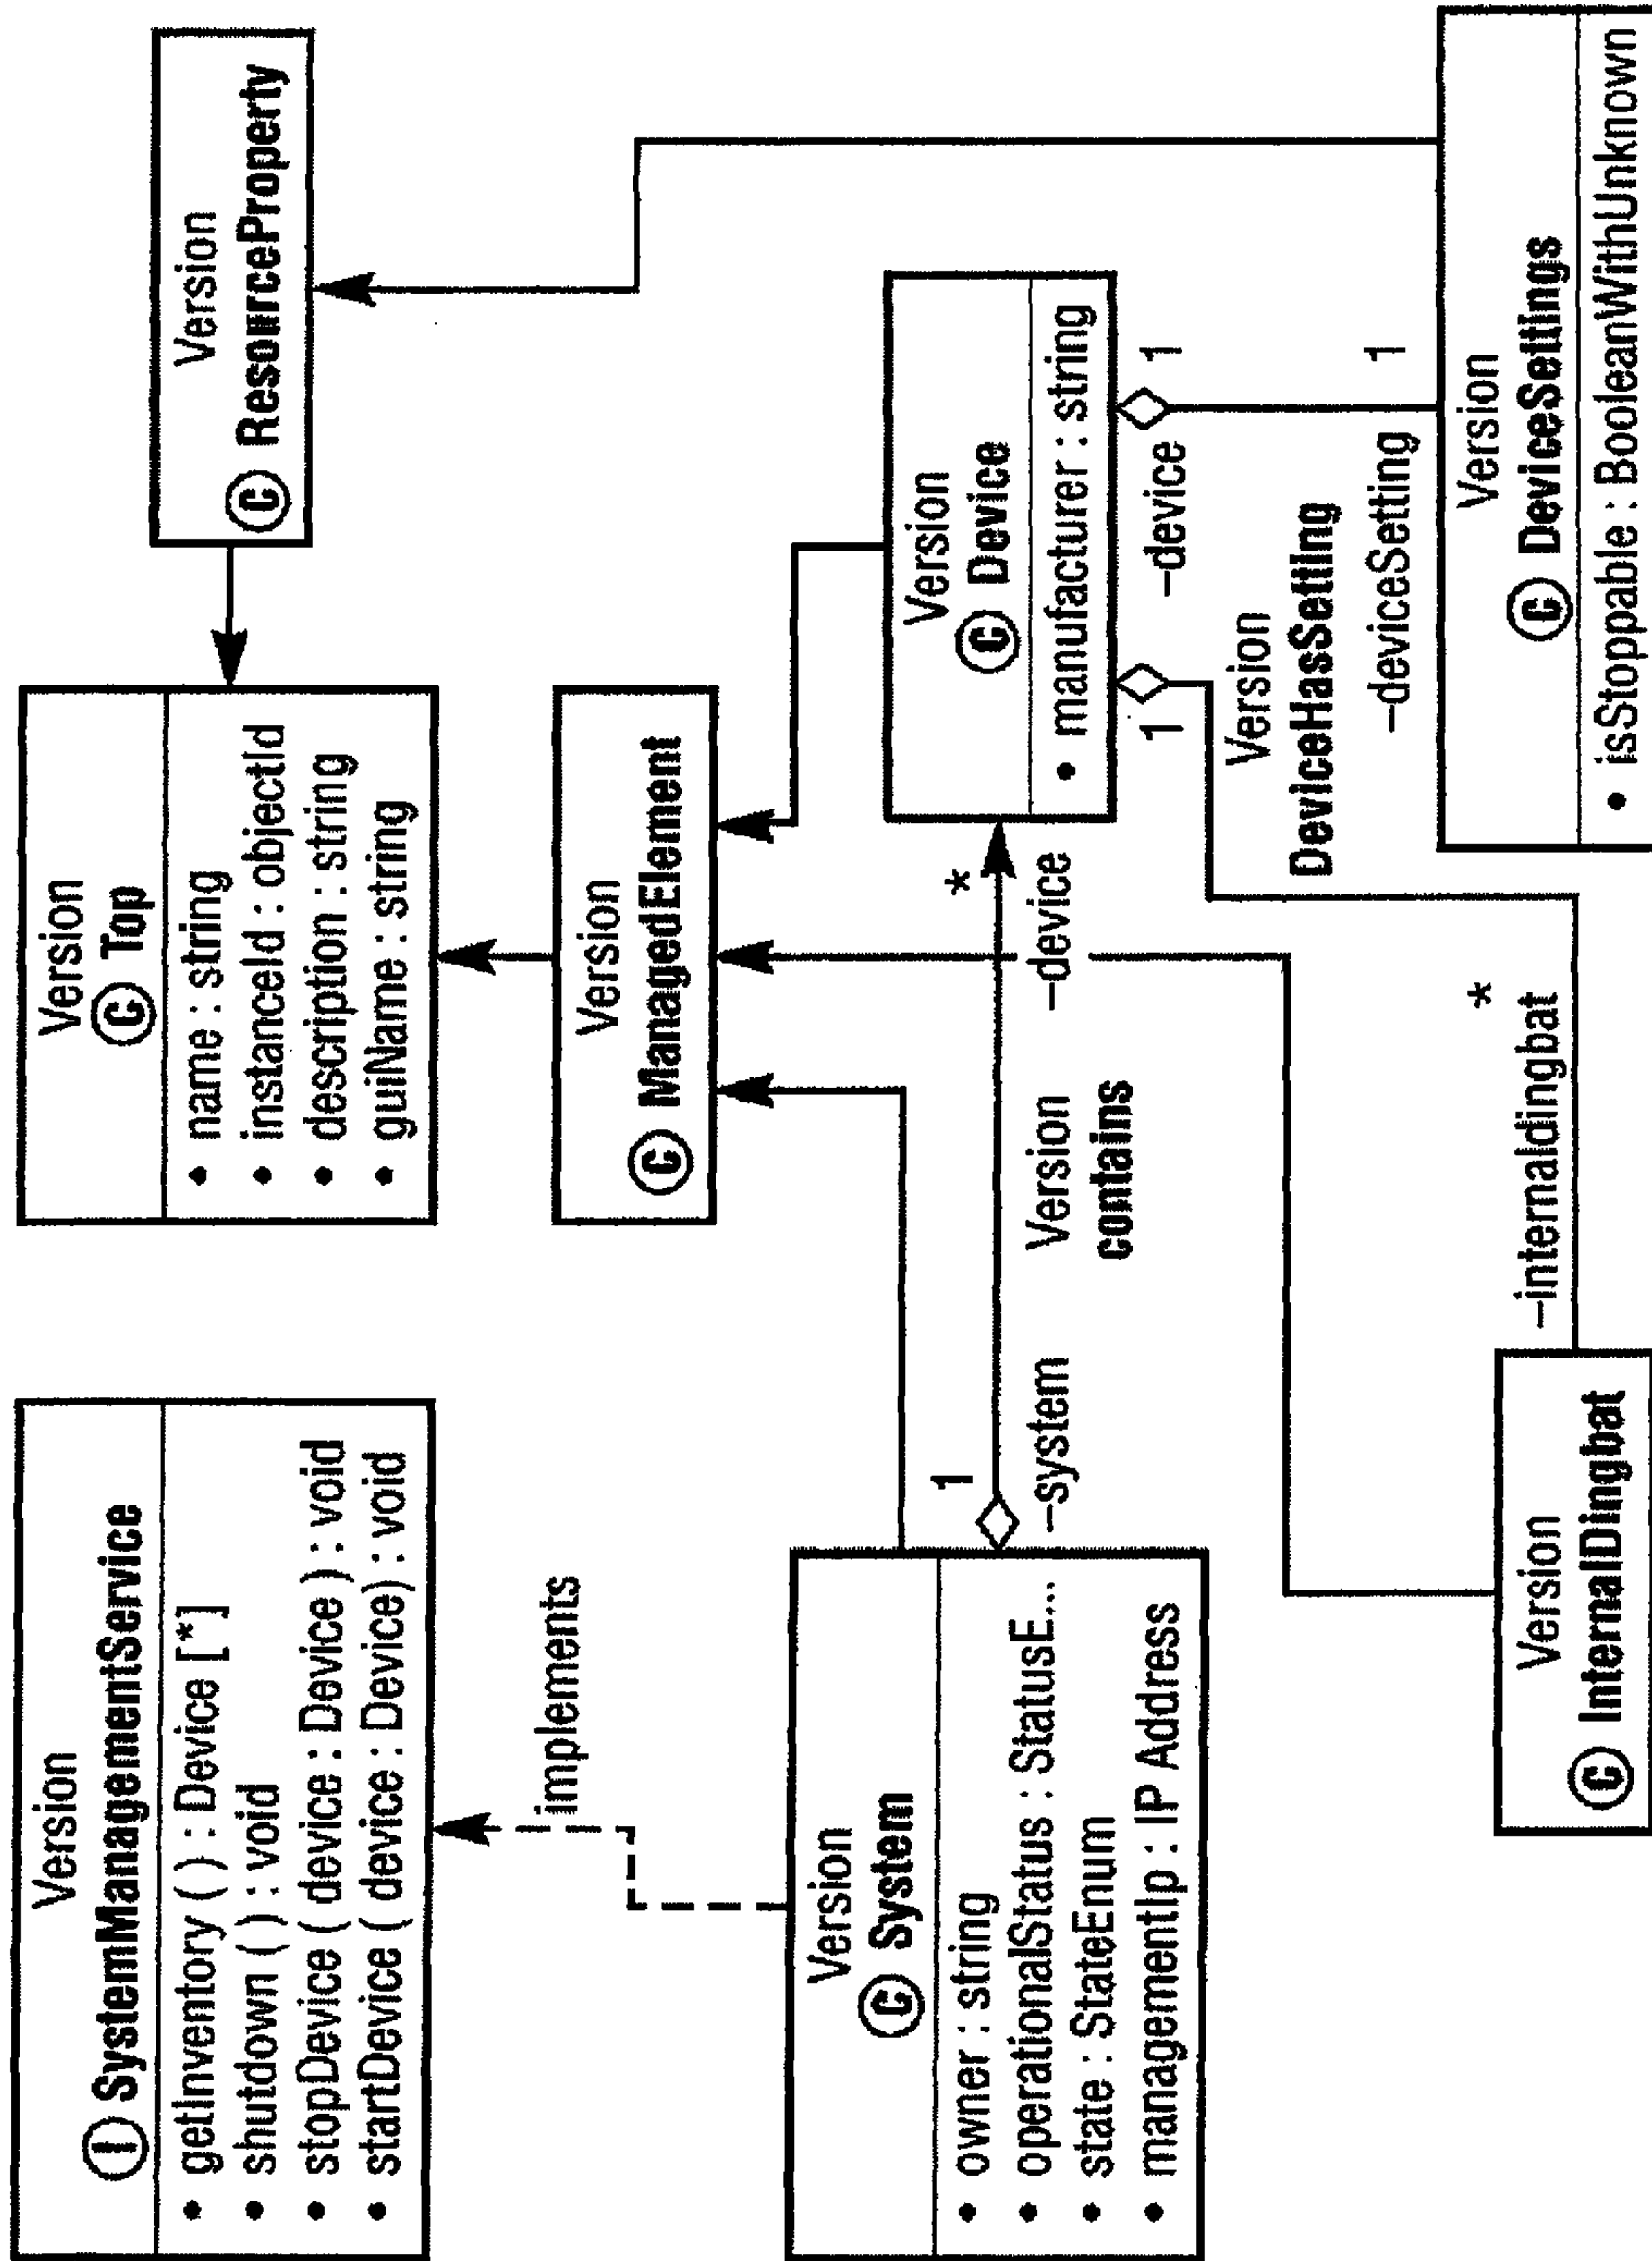 Version
I SystemManagementService
• getInventory ( ) : Device [*]
• shutdown ( ) : void
• stopDevice ( device : Device ) : void
• startDevice ( device : Device) : void
implements
Version
C System
• owner : string
• operationalStatus : StatusE...
• state : StateEnum
• managementIp : IP Address
1
–system
Version
contains
*
–device
Version
C Top
• name : string
• instanceId : objectId
• description : string
• guiName : string
Version
C ManagedElement
Version
C ResourceProperty
Version
C Device
• manufacturer : string
1
–device
1
Version
DeviceHasSetting
1
–deviceSetting
*
–internaldingbat
Version
C InternalDingbat
Version
C DeviceSettings
• isStoppable : BooleanWithUnknown